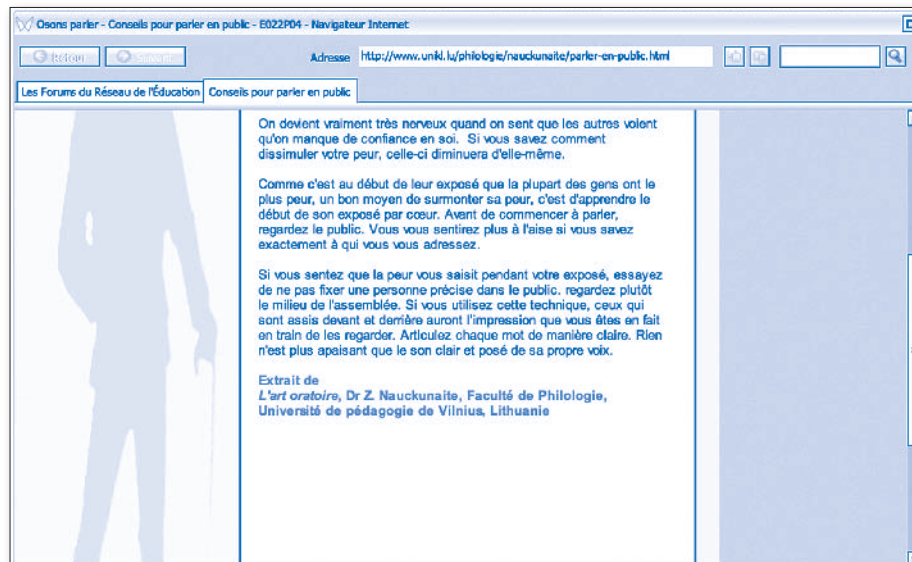 Osons parler - Conseils pour parler en public - E022P04 - Navigateur Internet
Retour
Adresse http://www.unikl.lu/philologie/nauckunaite/parler-en-public.html
Les Forums du Réseau de l'Éducation Conseils pour parler en public
On devient vraiment très nerveux quand on sent que les autres voient
qu'on manque de confiance en soi. Si vous savez comment
dissimuler votre peur, celle-ci diminuera d'elle-même.
Comme c'est au début de leur exposé que la plupart des gens ont le
plus peur, un bon moyen de surmonter sa peur, c'est d'apprendre le
début de son exposé par cœur. Avant de commencer à parler,
regardez le public. Vous vous sentirez plus à l'aise si vous savez
exactement à qui vous vous adressez.
Si vous sentez que la peur vous saisit pendant votre exposé, essayez
de ne pas fixer une personne précise dans le public. regardez plutôt
le milieu de l'assemblée. Si vous utilisez cette technique, ceux qui
sont assis devant et derrière auront l'impression que vous êtes en fait
en train de les regarder. Articulez chaque mot de manière claire. Rien
n'est plus apaisant que le son clair et posé de sa propre voix.
Extrait de
L'art oratoire, Dr Z. Nauckunaite, Faculté de Philologie,
Université de pédagogie de Vilnius, Lithuanie